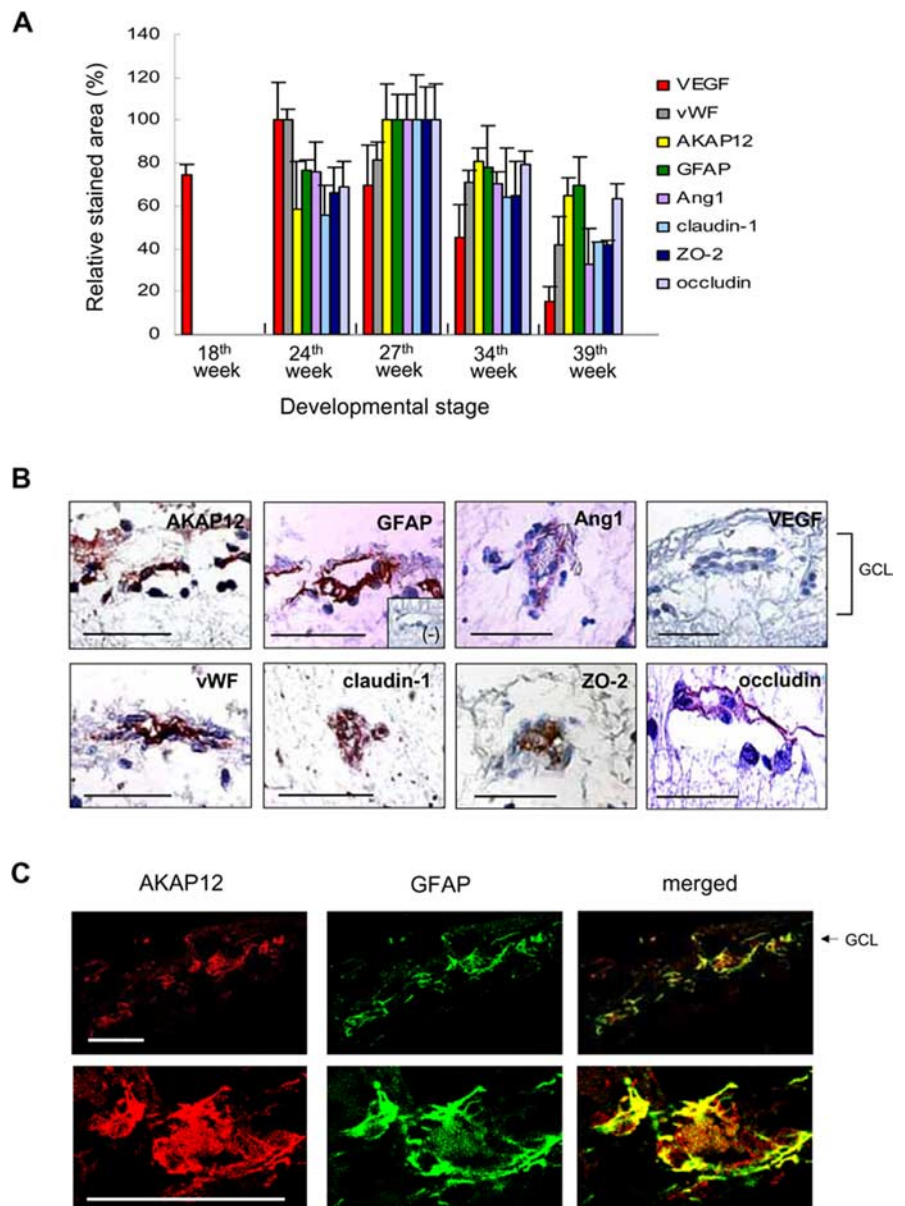 A
Relative stained area (%)
140
120
100
80
60
40
20
0
18th week
24th week
27th week
34th week
39th week
Developmental stage
VEGF
vWF
AKAP12
GFAP
Ang1
claudin-1
ZO-2
occludin
B
AKAP12
GFAP
(-)
Ang1
VEGF
GCL
vWF
claudin-1
ZO-2
occludin
C
AKAP12
GFAP
merged
GCL